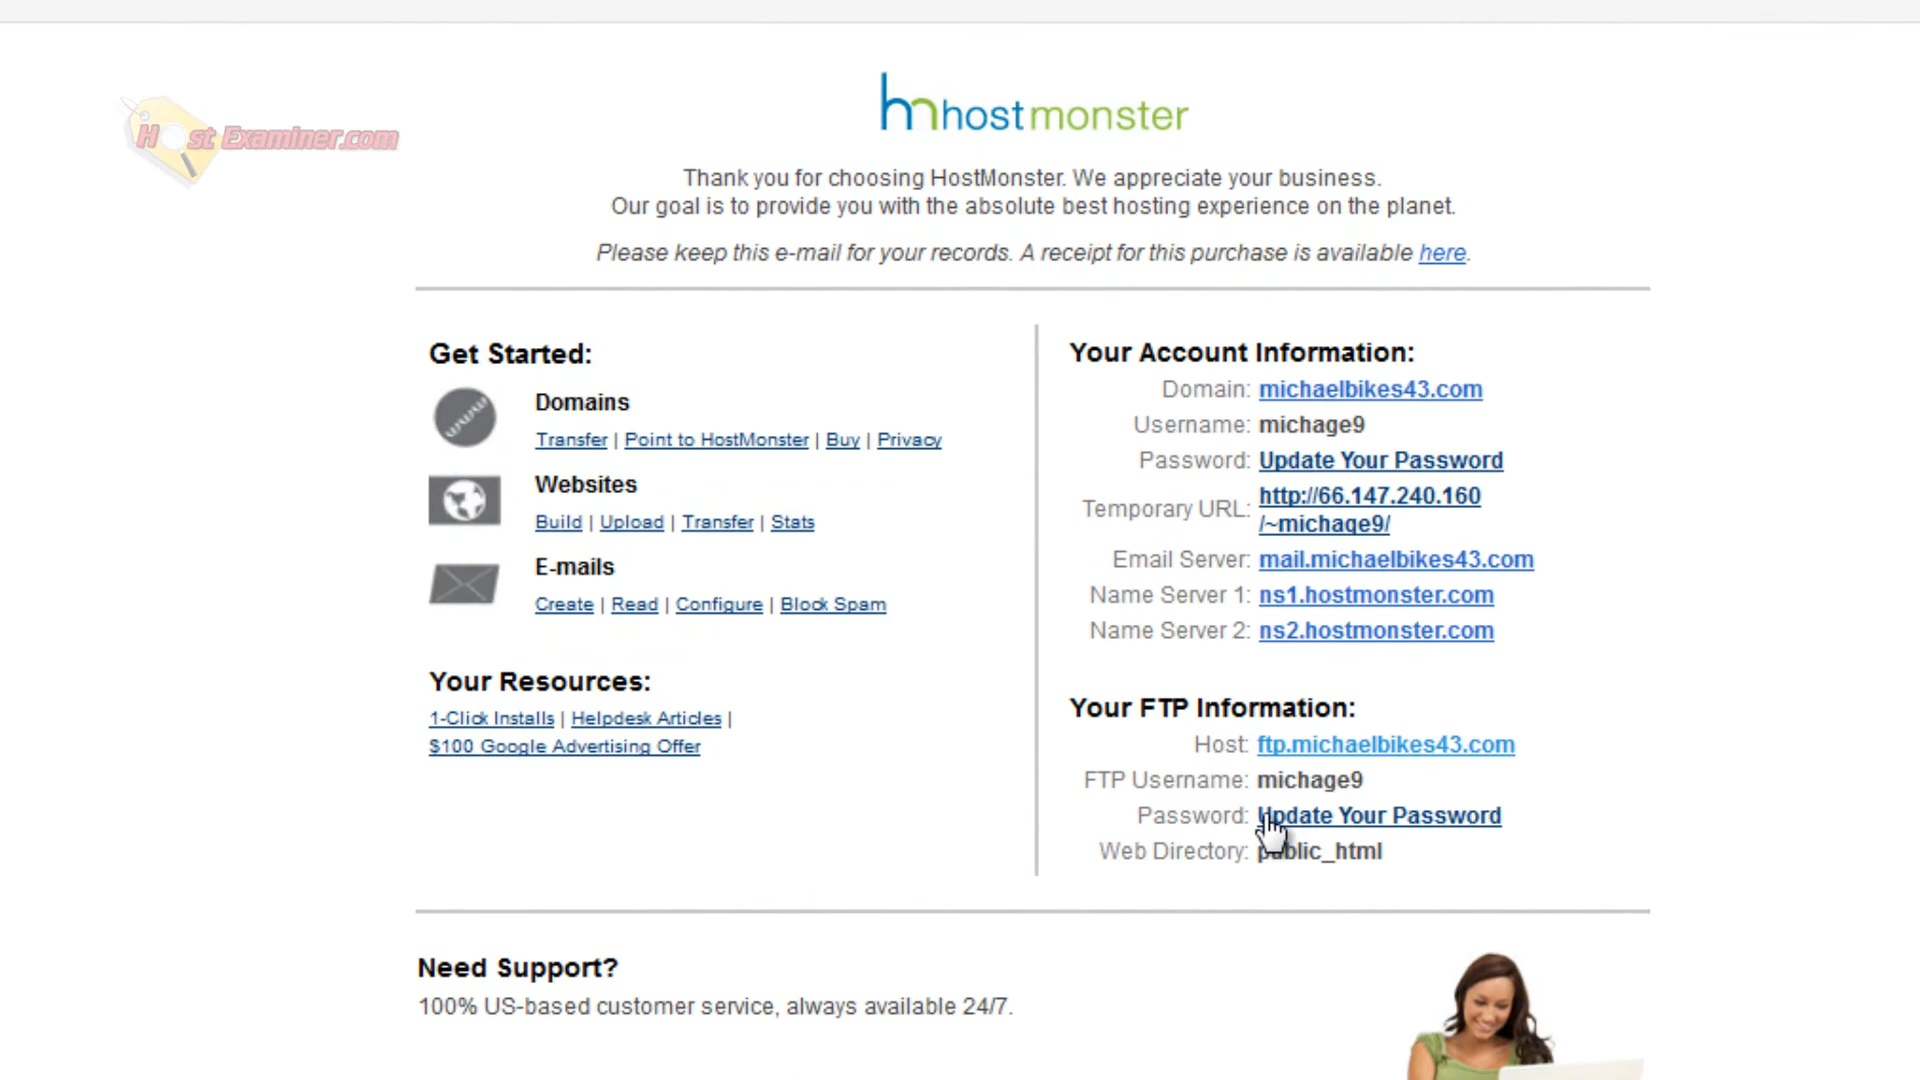 Host Examiner.com
hn hostmonster
Thank you for choosing HostMonster. We appreciate your business.
Our goal is to provide you with the absolute best hosting experience on the planet.
Please keep this e-mail for your records. A receipt for this purchase is available here.
Get Started:
Domains
Transfer | Point to HostMonster | Buy | Privacy
Websites
Build | Upload | Transfer | Stats
E-mails
Create | Read | Configure | Block Spam
Your Resources:
1-Click Installs | Helpdesk Articles |
$100 Google Advertising Offer
Your Account Information:
Domain: michaelbikes43.com
Username: michage9
Password: Update Your Password
Temporary URL: http://66.147.240.160
/~michage9/
Email Server: mail.michaelbikes43.com
Name Server 1: ns1.hostmonster.com
Name Server 2: ns2.hostmonster.com
Your FTP Information:
Host: ftp.michaelbikes43.com
FTP Username: michage9
Password: Update Your Password
Web Directory: public_html
Need Support?
100% US-based customer service, always available 24/7.